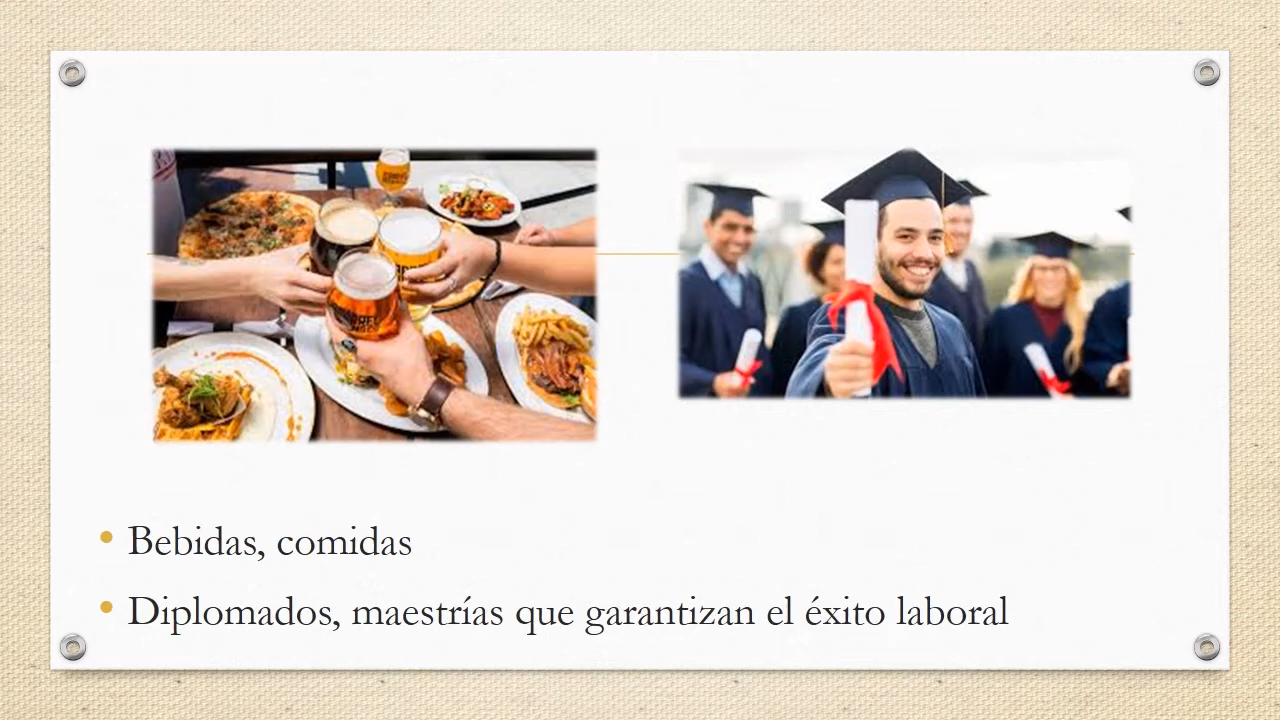 Bebidas, comidas
Diplomados, maestrías que garantizan el éxito laboral